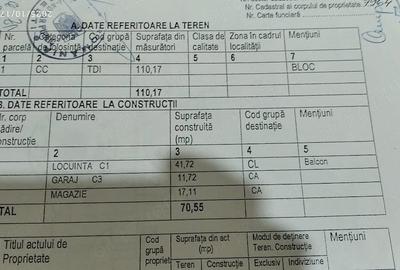 Nr. Cadastral al corpului de proprietate
Nr. Carte funciară
A. DATE REFERITOARE LA TEREN
Nr. parcelă
Categoria de folosință
Cod grupă destinație
Suprafața din măsurători
Clasa de calitate
Zona în cadrul localității
Mențiuni
1 2 3 4 5 6 7
1 CC TDI 110,17 BLOC
TOTAL 110,17
B. DATE REFERITOARE LA CONSTRUCȚII
Nr. corp
clădire/
construcție
Denumire
Suprafața construită (mp)
Cod grupă destinație
Mențiuni
2 3 4 5
LOCUINTA C1 41,72 CL Balcon
GARAJ C3 11,72 CA
MAGAZIE 17,11 CA
TOTAL 70,55
Titlul actului de Proprietate
Cod grupă
Suprafața din act (mp)
Modul de deținere
Teren, Construcție
Teren Construcție Exclusiv Indiviziune